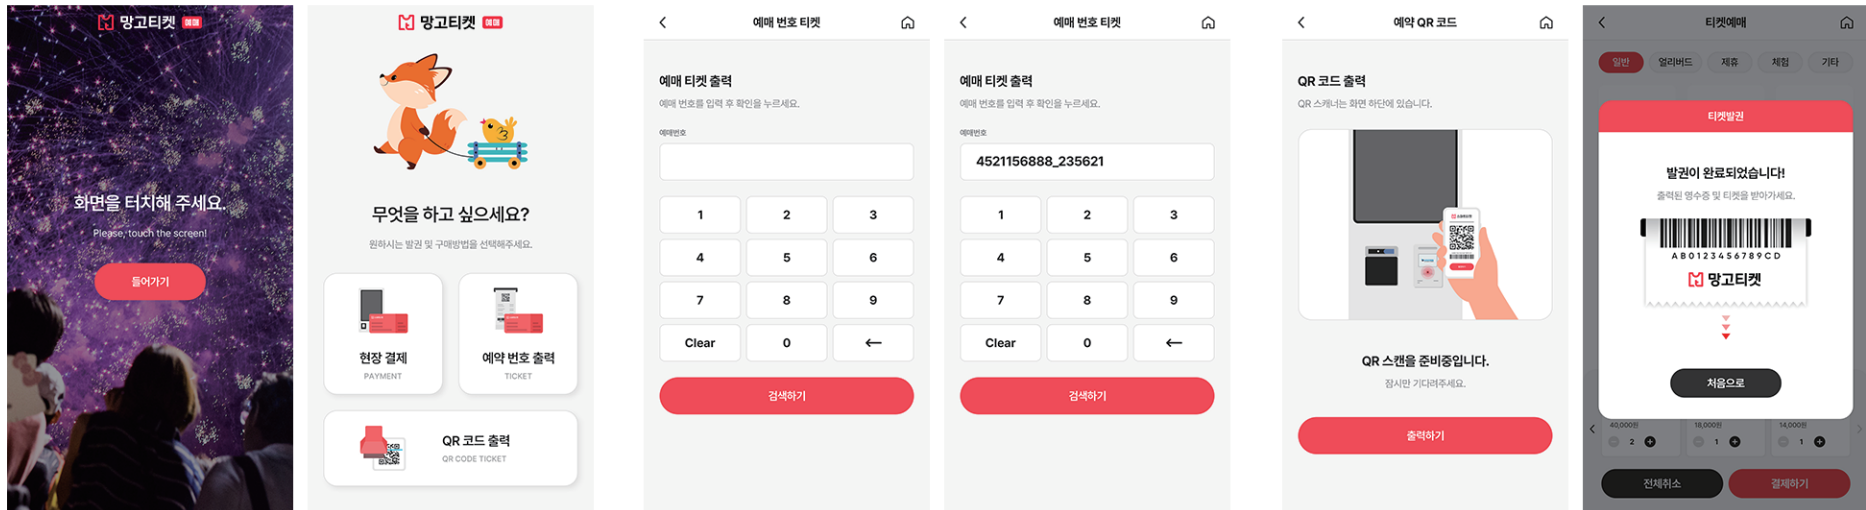 망고티켓 예매
화면을 터치해 주세요.
Please, touch the screen!
들어가기
망고티켓 예매
무엇을 하고 싶으세요?
원하시는 발권 및 구매방법을 선택해주세요.
현장 결제
PAYMENT
예약 번호 출력
TICKET
QR 코드 출력
QR CODE TICKET
예매 번호 티켓
예매 티켓 출력
예매 번호를 입력 후 확인을 누르세요.
예매번호
1 2 3
4 5 6
7 8 9
Clear 0 ←
검색하기
예매 번호 티켓
예매 티켓 출력
예매 번호를 입력 후 확인을 누르세요.
예매번호
4521156888_235621
1 2 3
4 5 6
7 8 9
Clear 0 ←
검색하기
예약 QR 코드
QR 코드 출력
QR 스캐너는 화면 하단에 있습니다.
QR 스캔을 준비중입니다.
잠시만 기다려주세요.
출력하기
티켓예매
일반 얼리버드 제휴 체험 기타
티켓발권
발권이 완료되었습니다!
출력된 영수증 및 티켓을 받아가세요.
AB0123456789CD
망고티켓
처음으로
40,000원 18,000원 14,000원
2 1 1
전체취소 결제하기